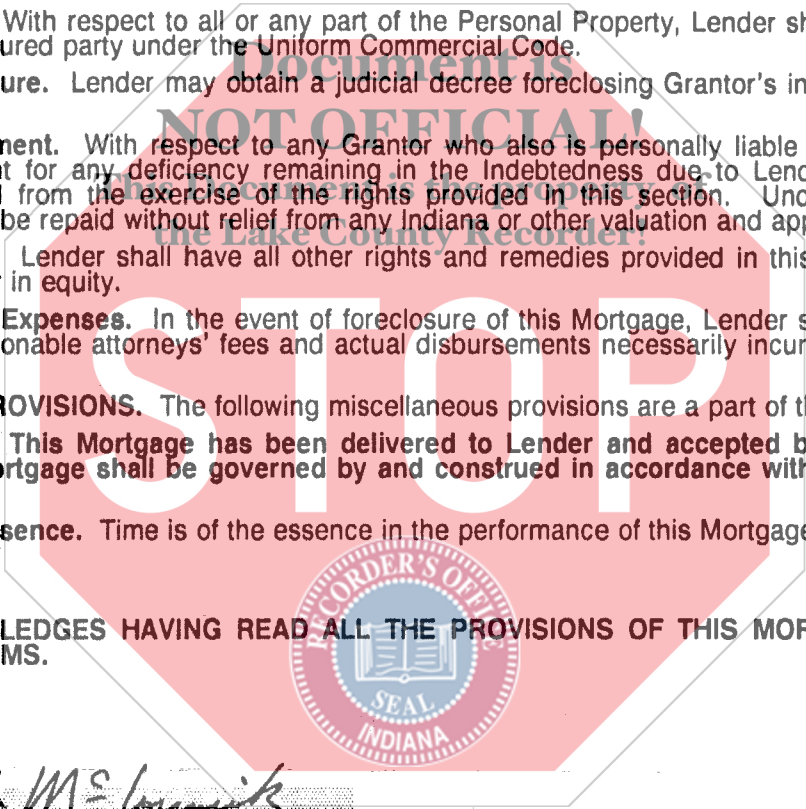 With respect to all or any part of the Personal Property, Lender sh
ured party under the Uniform Commercial Code.
Document is
ure. Lender may obtain a judicial decree foreclosing Grantor's in
NOT OFFICIAL!
ment. With respect to any Grantor who also is personally liable
t for any deficiency remaining in the Indebtedness due to Lend
This Document is the property of
from the exercise of the rights provided in this section. Und
be repaid without relief from any Indiana or other valuation and app
the Lake County Recorder!
Lender shall have all other rights and remedies provided in this
in equity.
Expenses. In the event of foreclosure of this Mortgage, Lender s
onable attorneys' fees and actual disbursements necessarily incur
STOP
ROVISIONS. The following miscellaneous provisions are a part of t
This Mortgage has been delivered to Lender and accepted b
ortgage shall be governed by and construed in accordance with
sence. Time is of the essence in the performance of this Mortgage
RECORDER'S OFFICE
LEDGES HAVING READ ALL THE PROVISIONS OF THIS MOR
MS.
SEAL
INDIANA